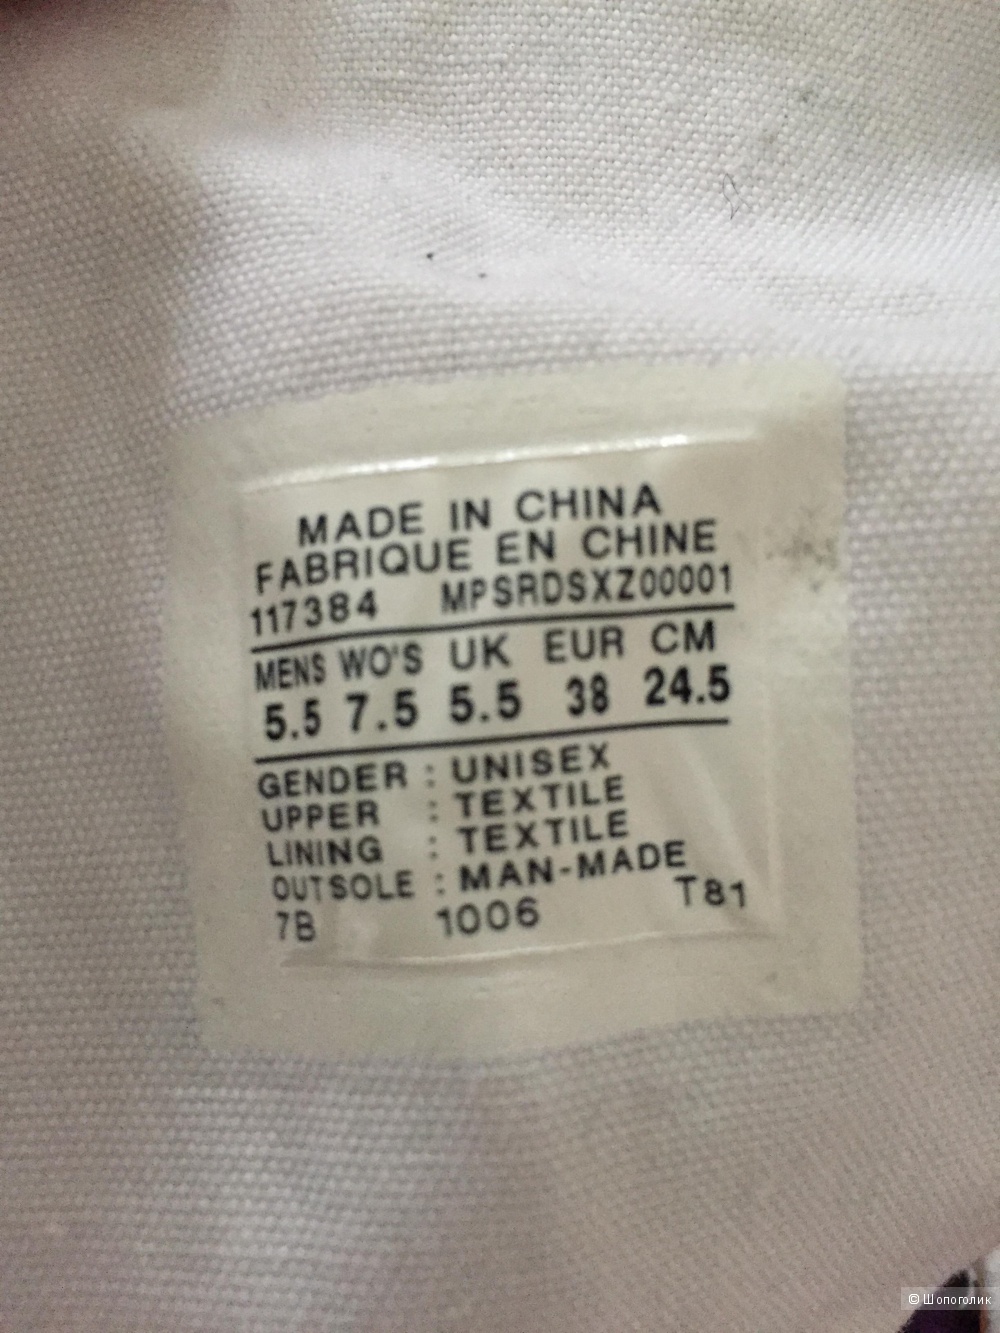 MADE IN CHINA
FABRIQUE EN CHINE
117384 MPSRDSXZ00001
MENS WO'S UK EUR CM
5.5 7.5 5.5 38 24.5
GENDER : UNISEX
UPPER : TEXTILE
LINING : TEXTILE
OUTSOLE : MAN-MADE
7B 1006 T81
© Шопоголик